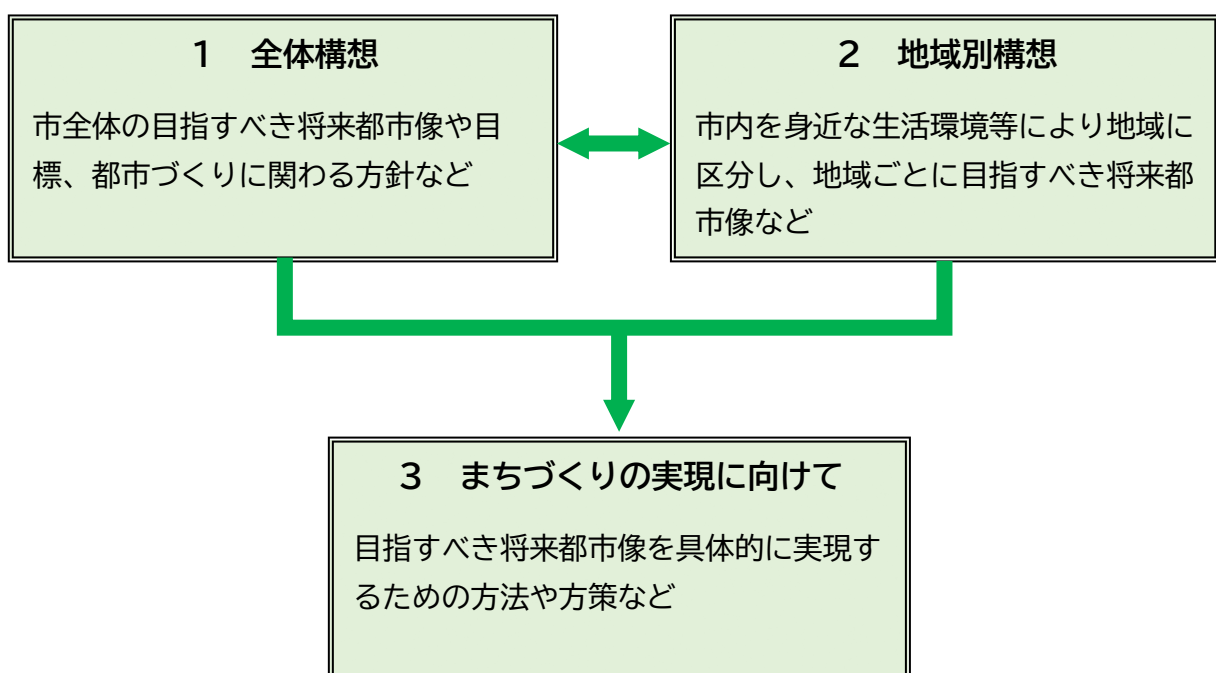 1 全体構想
市全体の目指すべき将来都市像や目
標、都市づくりに関わる方針など
2 地域別構想
市内を身近な生活環境等により地域に
区分し、地域ごとに目指すべき将来都
市像など
3 まちづくりの実現に向けて
目指すべき将来都市像を具体的に実現す
るための方法や方策など